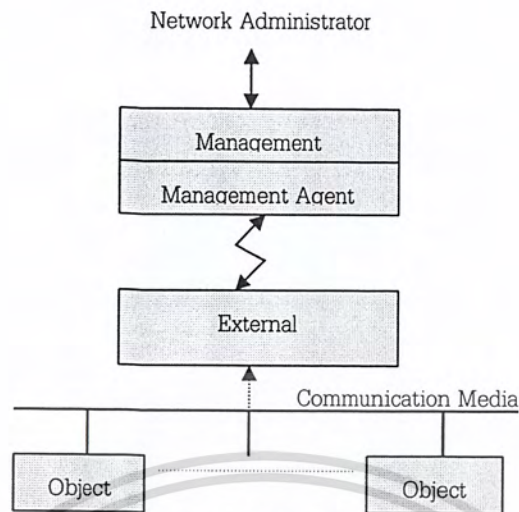 Network Administrator
Management
Management Agent
External
Communication Media
Object
Object